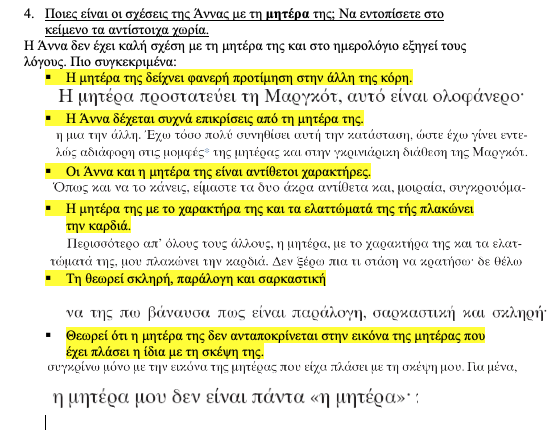 4. Ποιες είναι οι σχέσεις της Άννας με τη μητέρα της; Να εντοπίσετε στο
κείμενο τα αντίστοιχα χωρία.
Η Άννα δεν έχει καλή σχέση με τη μητέρα της και στο ημερολόγιο εξηγεί τους
λόγους. Πιο συγκεκριμένα:
▪ Η μητέρα της δείχνει φανερή προτίμηση στην άλλη της κόρη.
Η μητέρα προστατεύει τη Μαργκότ, αυτό είναι ολοφάνερο·
▪ Η Άννα δέχεται συχνά επικρίσεις από τη μητέρα της.
η μια την άλλη. Έχω τόσο πολύ συνηθίσει αυτή την κατάσταση, ώστε έχω γίνει εντε-
λώς αδιάφορη στις μομφές* της μητέρας και στην γκρινιάρικη διάθεση της Μαργκότ.
▪ Οι Άννα και η μητέρα της είναι αντίθετοι χαρακτήρες.
Όπως και να το κάνεις, είμαστε τα δυο άκρα αντίθετα και, μοιραία, συγκρουόμα-
▪ Η μητέρα της με το χαρακτήρα της και τα ελαττώματά της τής πλακώνει
την καρδιά.
Περισσότερο απ' όλους τους άλλους, η μητέρα, με το χαρακτήρα της και τα ελατ-
τώματά της, μου πλακώνει την καρδιά. Δεν ξέρω πια τι στάση να κρατήσω· δε θέλω
▪ Τη θεωρεί σκληρή, παράλογη και σαρκαστική
να της πω βάναυσα πως είναι παράλογη, σαρκαστική και σκληρή·
▪ Θεωρεί ότι η μητέρα της δεν ανταποκρίνεται στην εικόνα της μητέρας που
έχει πλάσει η ίδια με τη σκέψη της.
συγκρίνω μόνο με την εικόνα της μητέρας που είχα πλάσει με τη σκέψη μου. Για μένα,
η μητέρα μου δεν είναι πάντα «η μητέρα»·